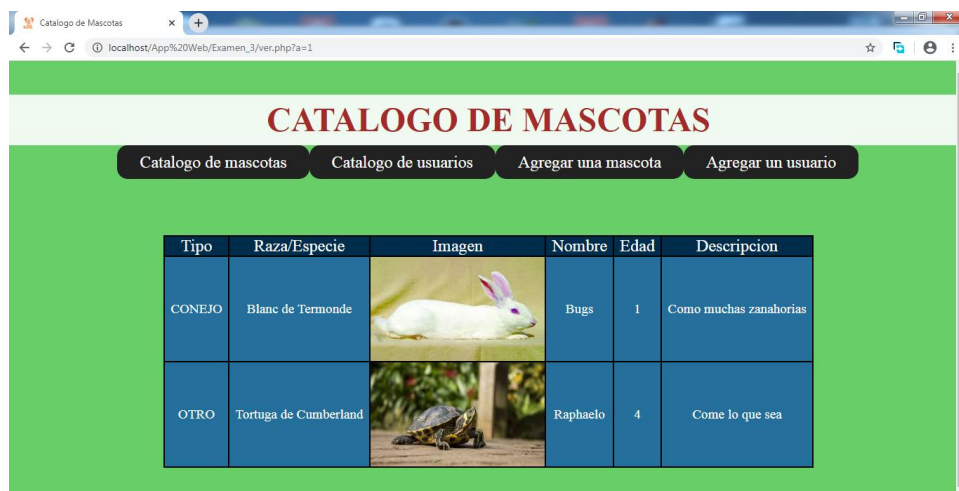 Catalogo de Mascotas
localhost/App%20Web/Examen_3/ver.php?a=1
CATALOGO DE MASCOTAS
Catalogo de mascotas Catalogo de usuarios Agregar una mascota Agregar un usuario
Tipo Raza/Especie Imagen Nombre Edad Descripcion
CONEJO Blanc de Termonde Bugs 1 Como muchas zanahorias
OTRO Tortuga de Cumberland Raphaelo 4 Come lo que sea